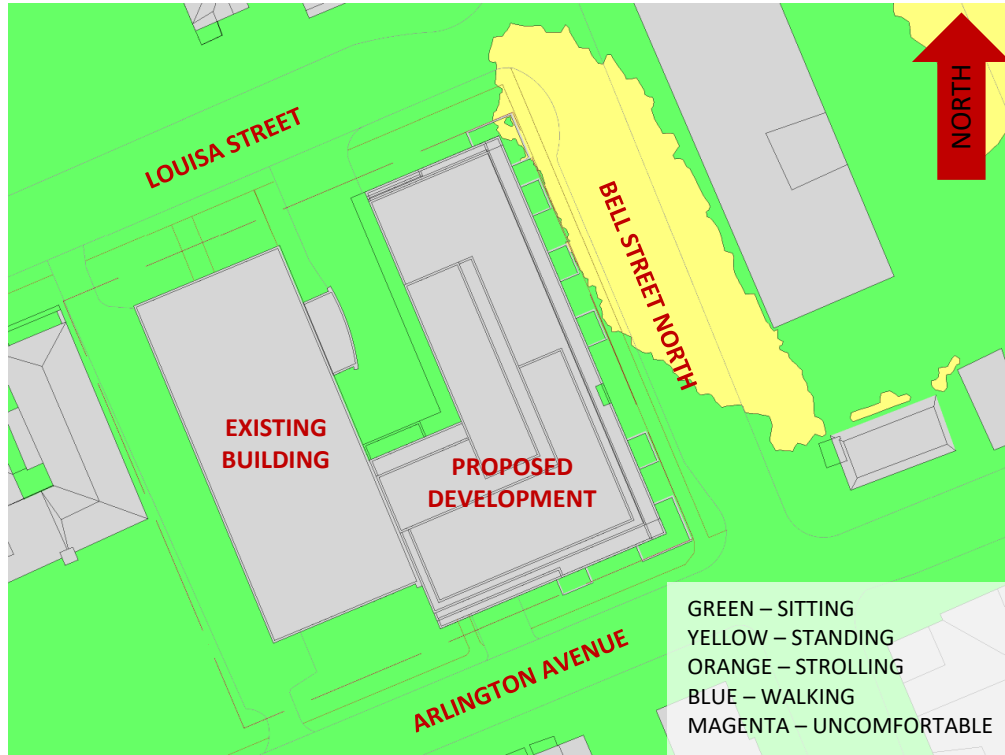 NORTH
LOUISA STREET
BELL STREET NORTH
EXISTING
BUILDING
PROPOSED
DEVELOPMENT
ARLINGTON AVENUE
GREEN – SITTING
YELLOW – STANDING
ORANGE – STROLLING
BLUE – WALKING
MAGENTA – UNCOMFORTABLE